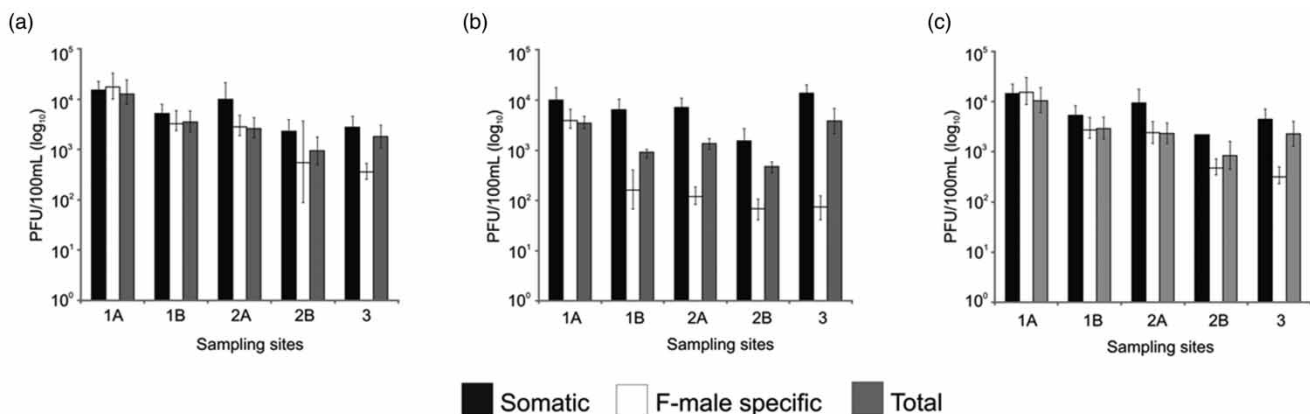 (a)
PFU/100mL (log₁₀)
10⁵
10⁴
10³
10²
10¹
10⁰
1A 1B 2A 2B 3
Sampling sites
(b)
PFU/100mL (log₁₀)
10⁵
10⁴
10³
10²
10¹
10⁰
1A 1B 2A 2B 3
Sampling sites
(c)
PFU/100mL (log₁₀)
10⁵
10⁴
10³
10²
10¹
10⁰
1A 1B 2A 2B 3
Sampling sites
Somatic F-male specific Total